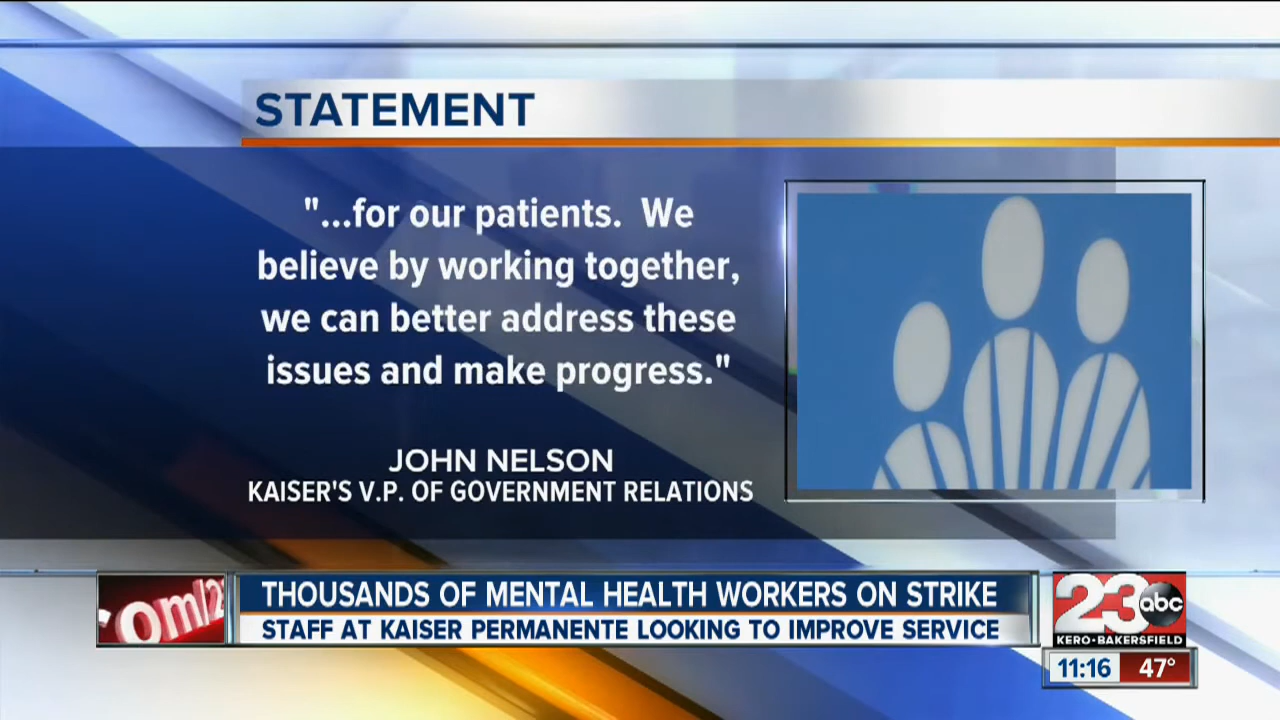 STATEMENT
"...for our patients.  We
believe by working together,
we can better address these
issues and make progress."
JOHN NELSON
KAISER'S V.P. OF GOVERNMENT RELATIONS
THOUSANDS OF MENTAL HEALTH WORKERS ON STRIKE
STAFF AT KAISER PERMANENTE LOOKING TO IMPROVE SERVICE
23 abc
KERO•BAKERSFIELD
11:16 47°